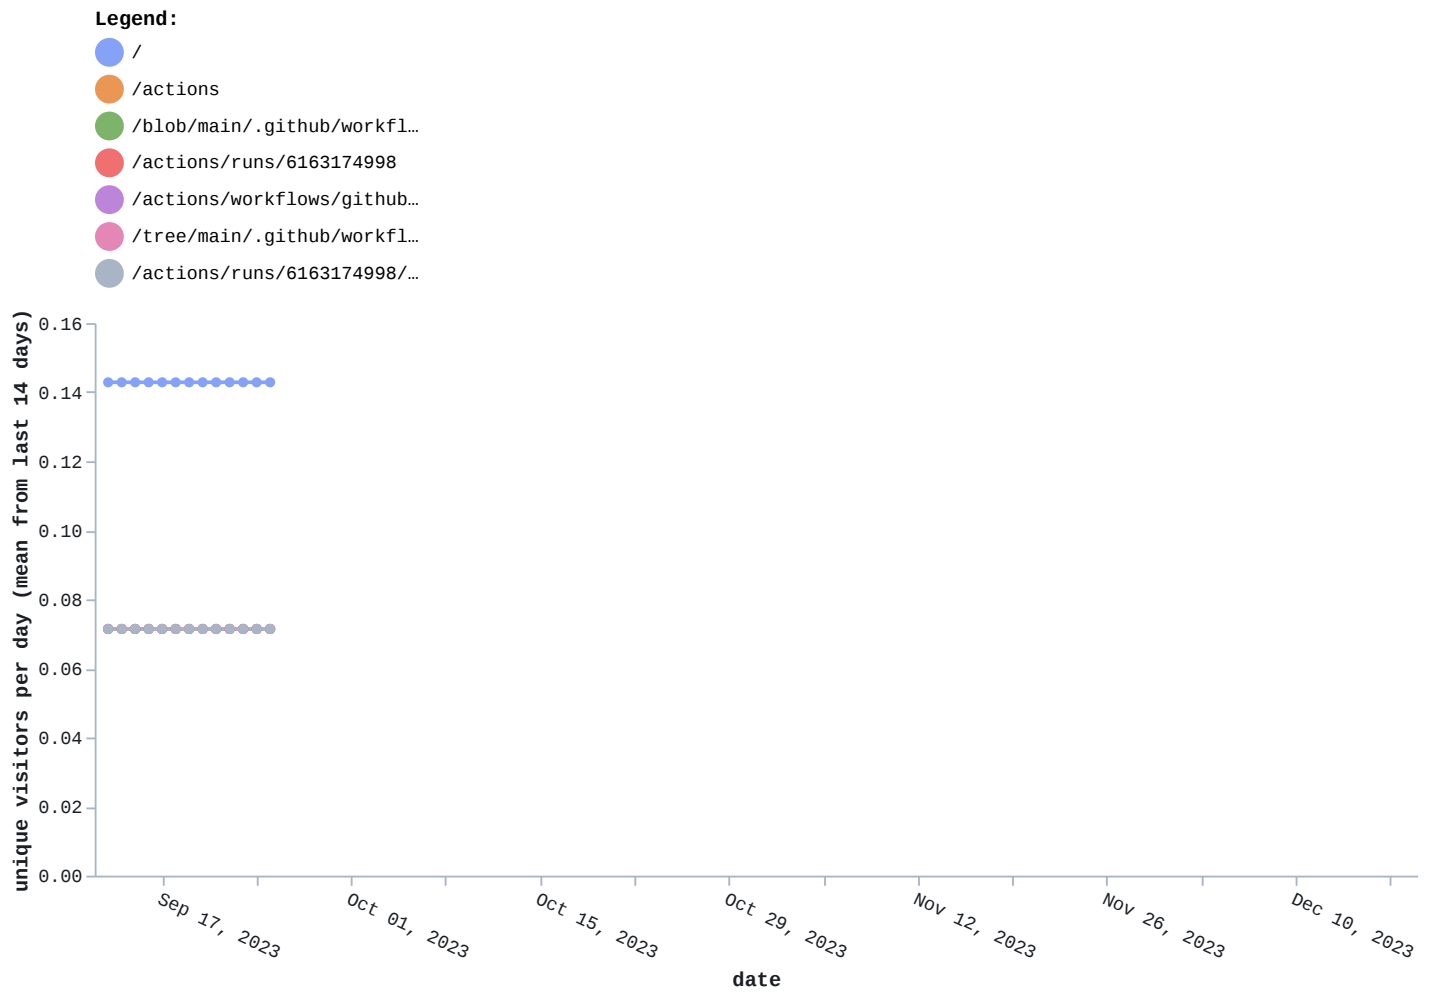 Legend:
/
/actions
/blob/main/.github/workfl…
/actions/runs/6163174998
/actions/workflows/github…
/tree/main/.github/workfl…
/actions/runs/6163174998/…
unique visitors per day (mean from last 14 days)
0.16
0.14
0.12
0.10
0.08
0.06
0.04
0.02
0.00
Sep 17, 2023
Oct 01, 2023
Oct 15, 2023
Oct 29, 2023
Nov 12, 2023
Nov 26, 2023
Dec 10, 2023
date